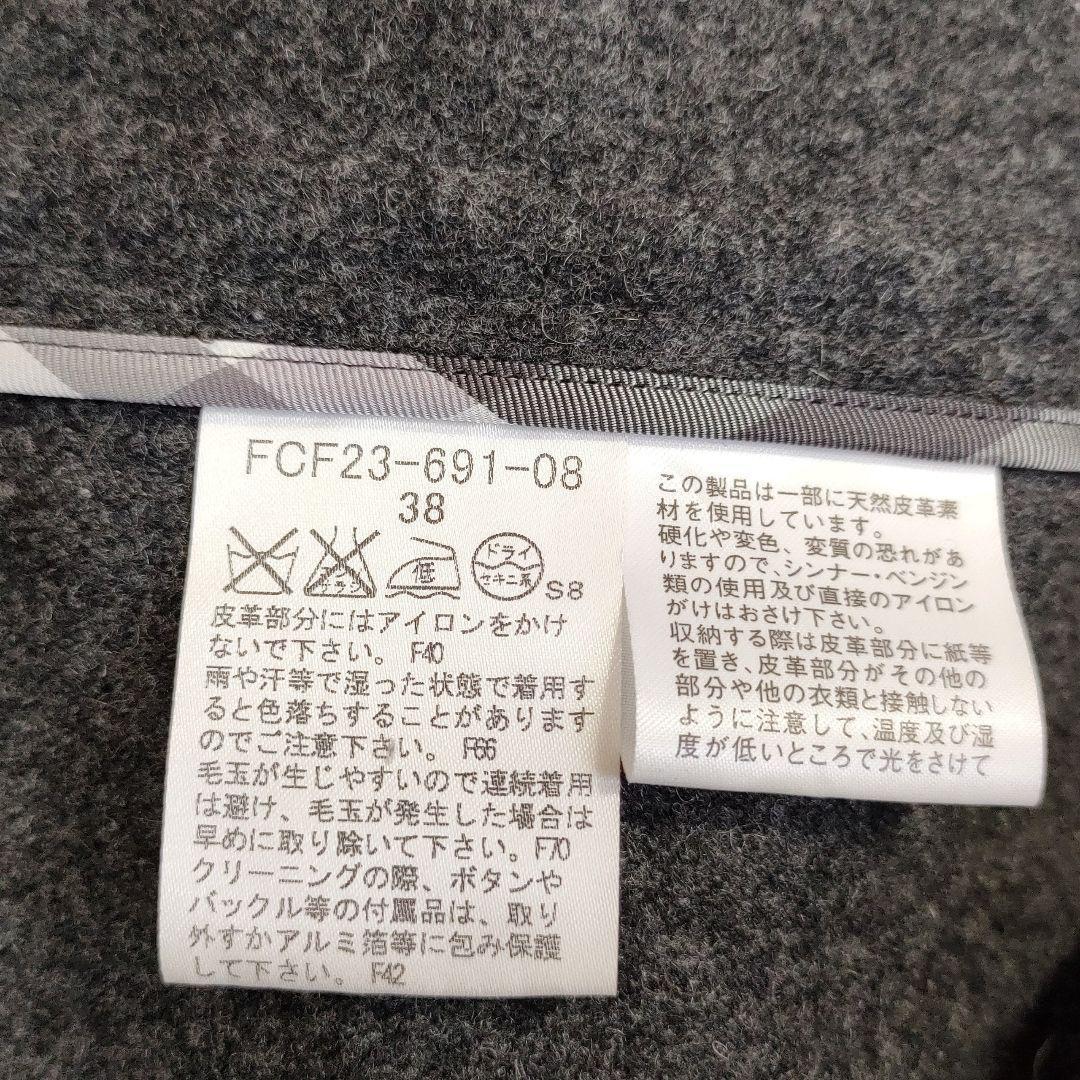 FCF23-691-08
38
低
ドライ
セキユ系
S8
皮革部分にはアイロンをかけ
ないで下さい。 F40
雨や汗等で湿った状態で着用す
ると色落ちすることがあります
のでご注意下さい。 F66
毛玉が生じやすいので連続着用
は避け、毛玉が発生した場合は
早めに取り除いて下さい。F70
クリーニングの際、ボタンや
バックル等の付属品は、取り
外すかアルミ箔等に包み保護
して下さい。 F42
この製品は一部に天然皮革素
材を使用しています。
硬化や変色、変質の恐れがあ
りますので、シンナー・ベンジン
類の使用及び直接のアイロン
がけはおさけ下さい。
収納する際は皮革部分に紙等
を置き、皮革部分がその他の
部分や他の衣類と接触しない
ように注意して、温度及び湿
度が低いところで光をさけて